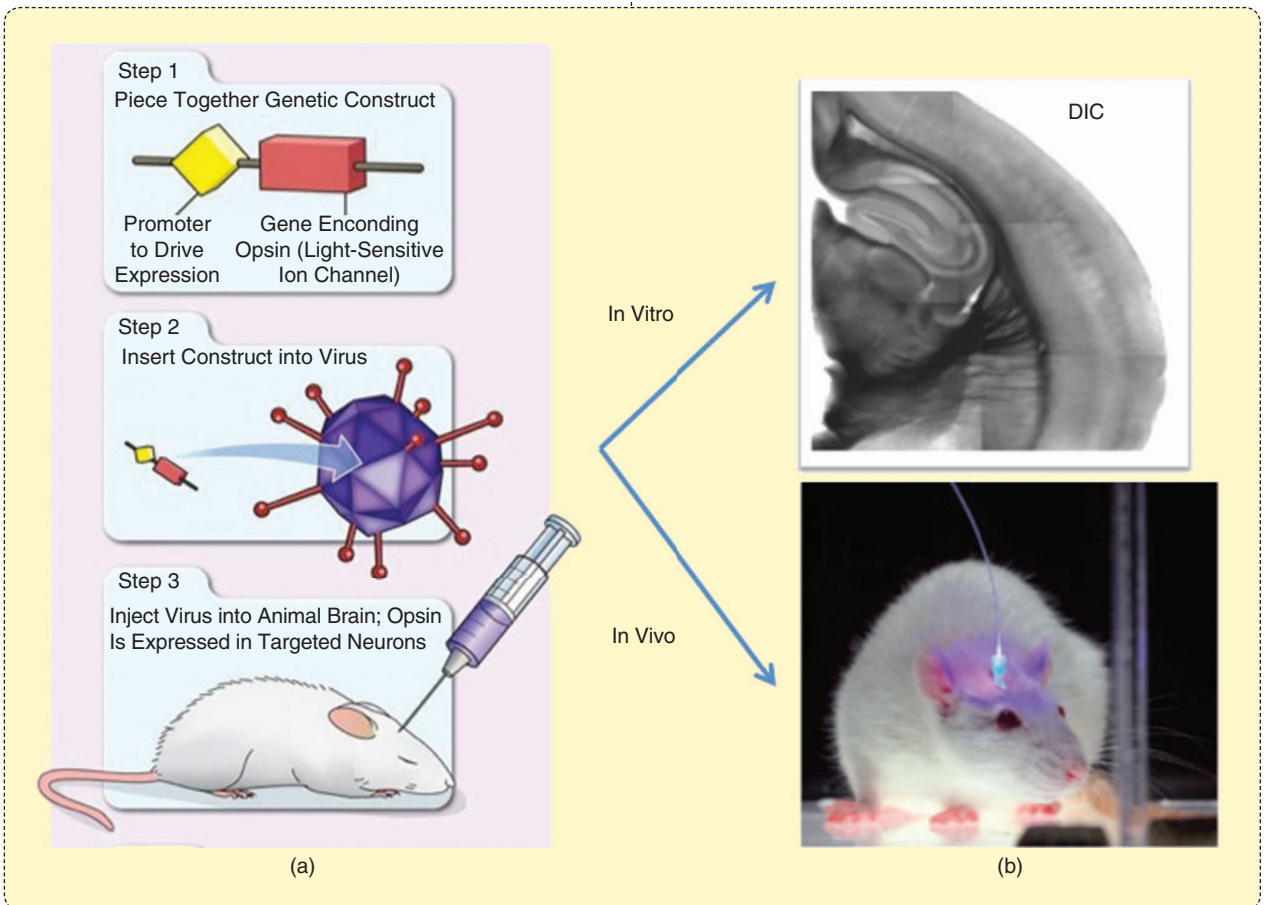 Step 1
Piece Together Genetic Construct
Promoter
to Drive
Expression
Gene Enconding
Opsin (Light-Sensitive
Ion Channel)
Step 2
Insert Construct into Virus
Step 3
Inject Virus into Animal Brain; Opsin
Is Expressed in Targeted Neurons
(a)
In Vitro
In Vivo
DIC
(b)